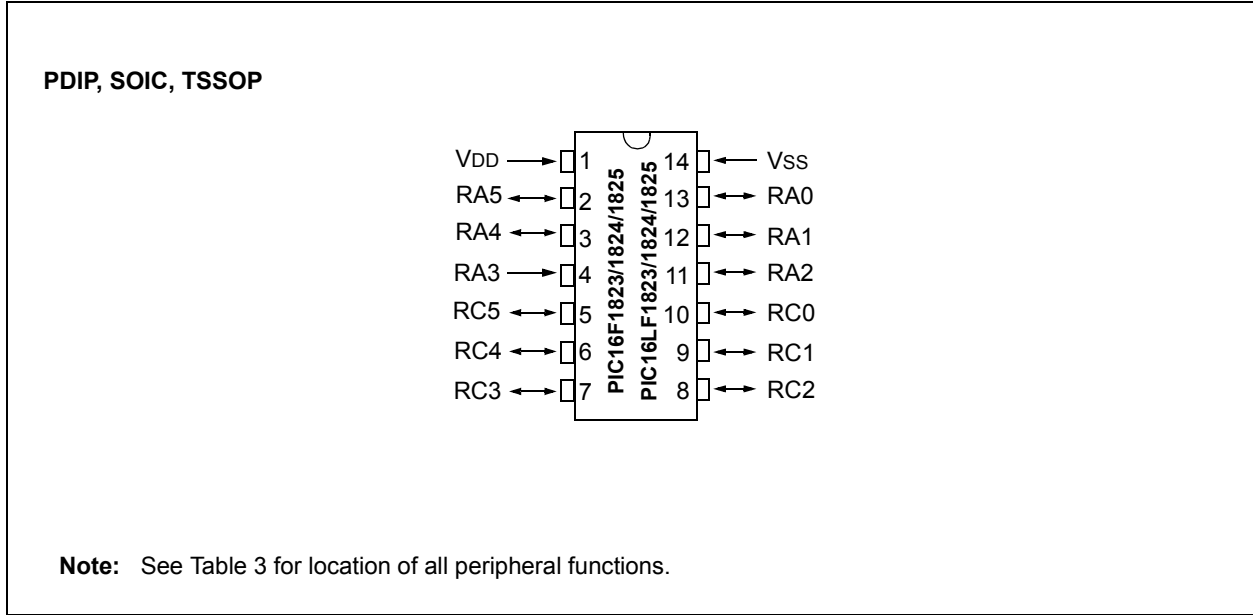 PDIP, SOIC, TSSOP
VDD 1 14 VSS
RA5 2 13 RA0
RA4 3 12 RA1
RA3 4 11 RA2
RC5 5 10 RC0
RC4 6 9 RC1
RC3 7 8 RC2
PIC16F1823/1824/1825
PIC16LF1823/1824/1825
Note: See Table 3 for location of all peripheral functions.